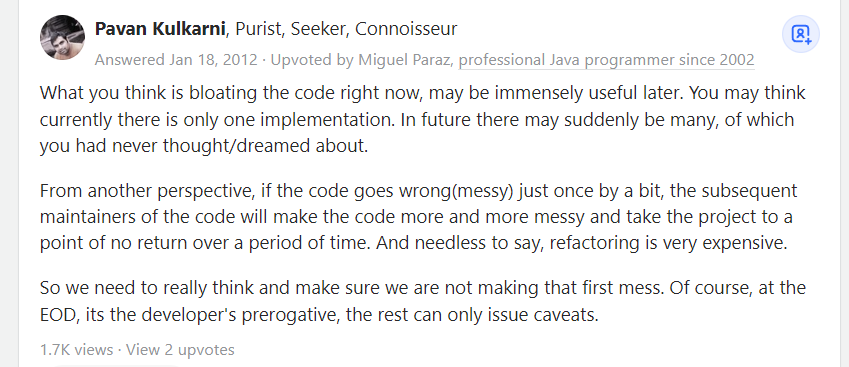 Pavan Kulkarni, Purist, Seeker, Connoisseur
Answered Jan 18, 2012 · Upvoted by Miguel Paraz, professional Java programmer since 2002
What you think is bloating the code right now, may be immensely useful later. You may think
currently there is only one implementation. In future there may suddenly be many, of which
you had never thought/dreamed about.
From another perspective, if the code goes wrong(messy) just once by a bit, the subsequent
maintainers of the code will make the code more and more messy and take the project to a
point of no return over a period of time. And needless to say, refactoring is very expensive.
So we need to really think and make sure we are not making that first mess. Of course, at the
EOD, its the developer's prerogative, the rest can only issue caveats.
1.7K views · View 2 upvotes